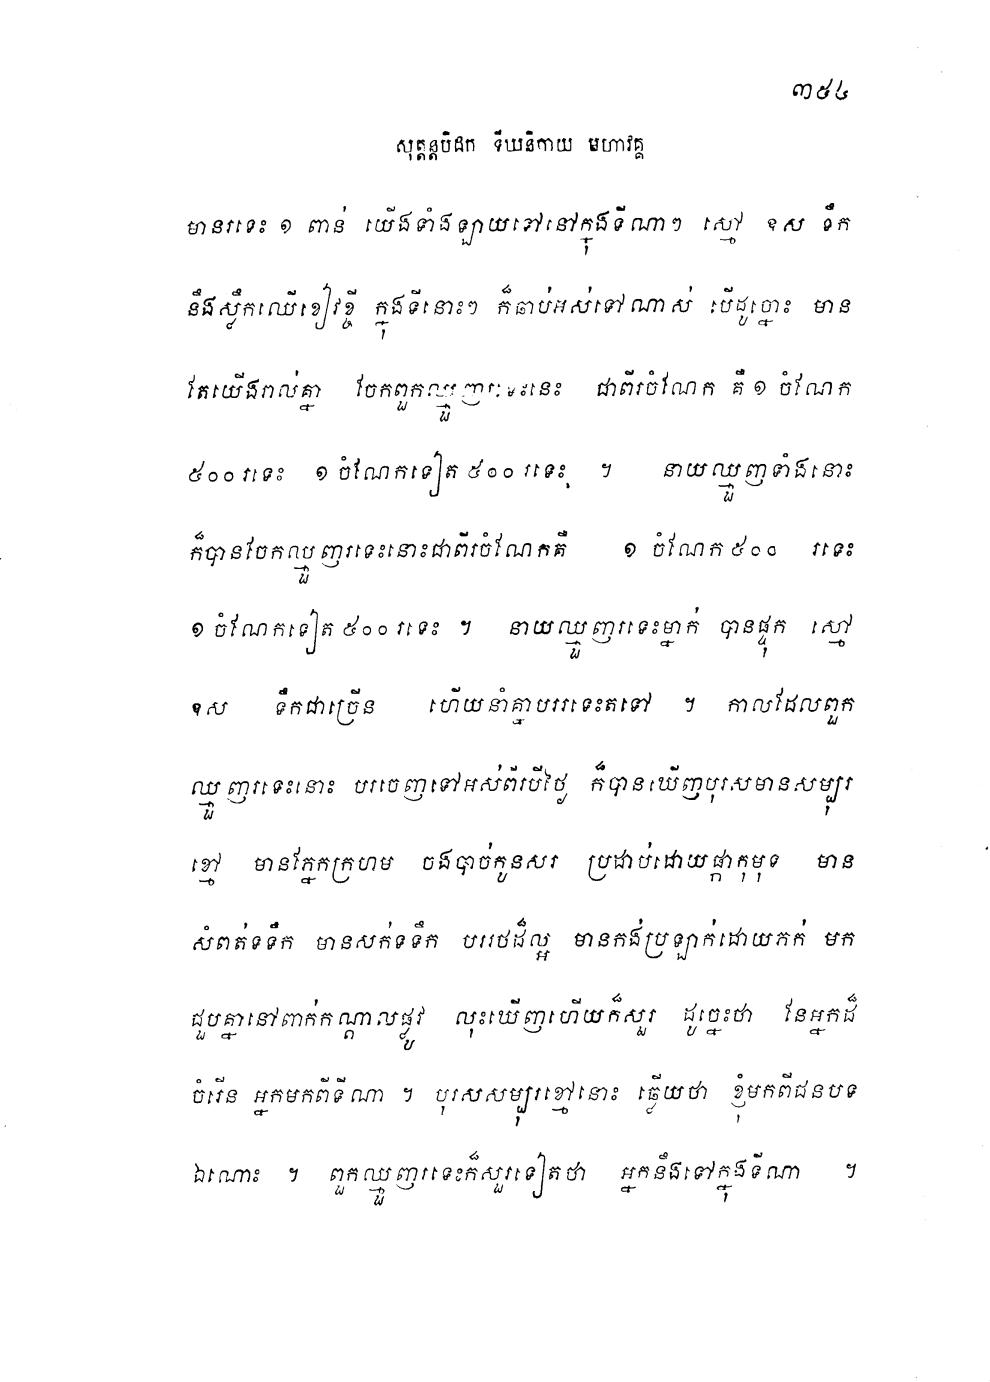 ៣៩៤
សុត្តន្តបិដក ទីឃនិកាយ មហាវគ្គ
មានរទេះ ១ ពាន់ យើងទាំងឡាយទៅនៅក្នុងទីណាៗ ស្មៅ ឧស ទឹក
នឹងស្លឹកឈើខៀវខ្ចី ក្នុងទីនោះៗ ក៏ឆាប់អស់ទៅណាស់ បើដូច្នោះ មាន
តែយើងរាល់គ្នា ចែកពួកឈ្មួញរទេះនេះ ជាពីរចំណែក គឺ ១ ចំណែក
៥០០ រទេះ ១ ចំណែកទៀត ៥០០ រទេះ ។ នាយឈ្មួញទាំងនោះ
ក៏បានចែកឈ្មួញរទេះនោះជាពីរចំណែកគឺ ១ ចំណែក ៥០០ រទេះ
១ ចំណែកទៀត ៥០០ រទេះ ។ នាយឈ្មួញរទេះម្នាក់ បានផ្ទុក ស្មៅ
ឧស ទឹកជាច្រើន ហើយនាំគ្នាបររទេះតទៅ ។ កាលដែលពួក
ឈ្មួញរទេះនោះ បរចេញទៅអស់ពីរបីថ្ងៃ ក៏បានឃើញបុរសមានសម្បុរ
ខ្មៅ មានភ្នែកក្រហម ចងបាច់កូនសរ ប្រដាប់ដោយផ្កាកុមុទ មាន
សំពត់ទទឹក មានសក់ទទឹក បររថដ៏ល្អ មានកង់ប្រឡាក់ដោយភក់ មក
ជួបគ្នានៅពាក់កណ្តាលផ្លូវ លុះឃើញហើយក៏សួរ ដូច្នេះថា នែអ្នកដ៏
ចំរើន អ្នកមកពីទីណា ។ បុរសសម្បុរខ្មៅនោះ ឆ្លើយថា ខ្ញុំមកពីជនបទ
ឯណោះ ។ ពួកឈ្មួញរទេះក៏សួរទៀតថា អ្នកនឹងទៅក្នុងទីណា ។